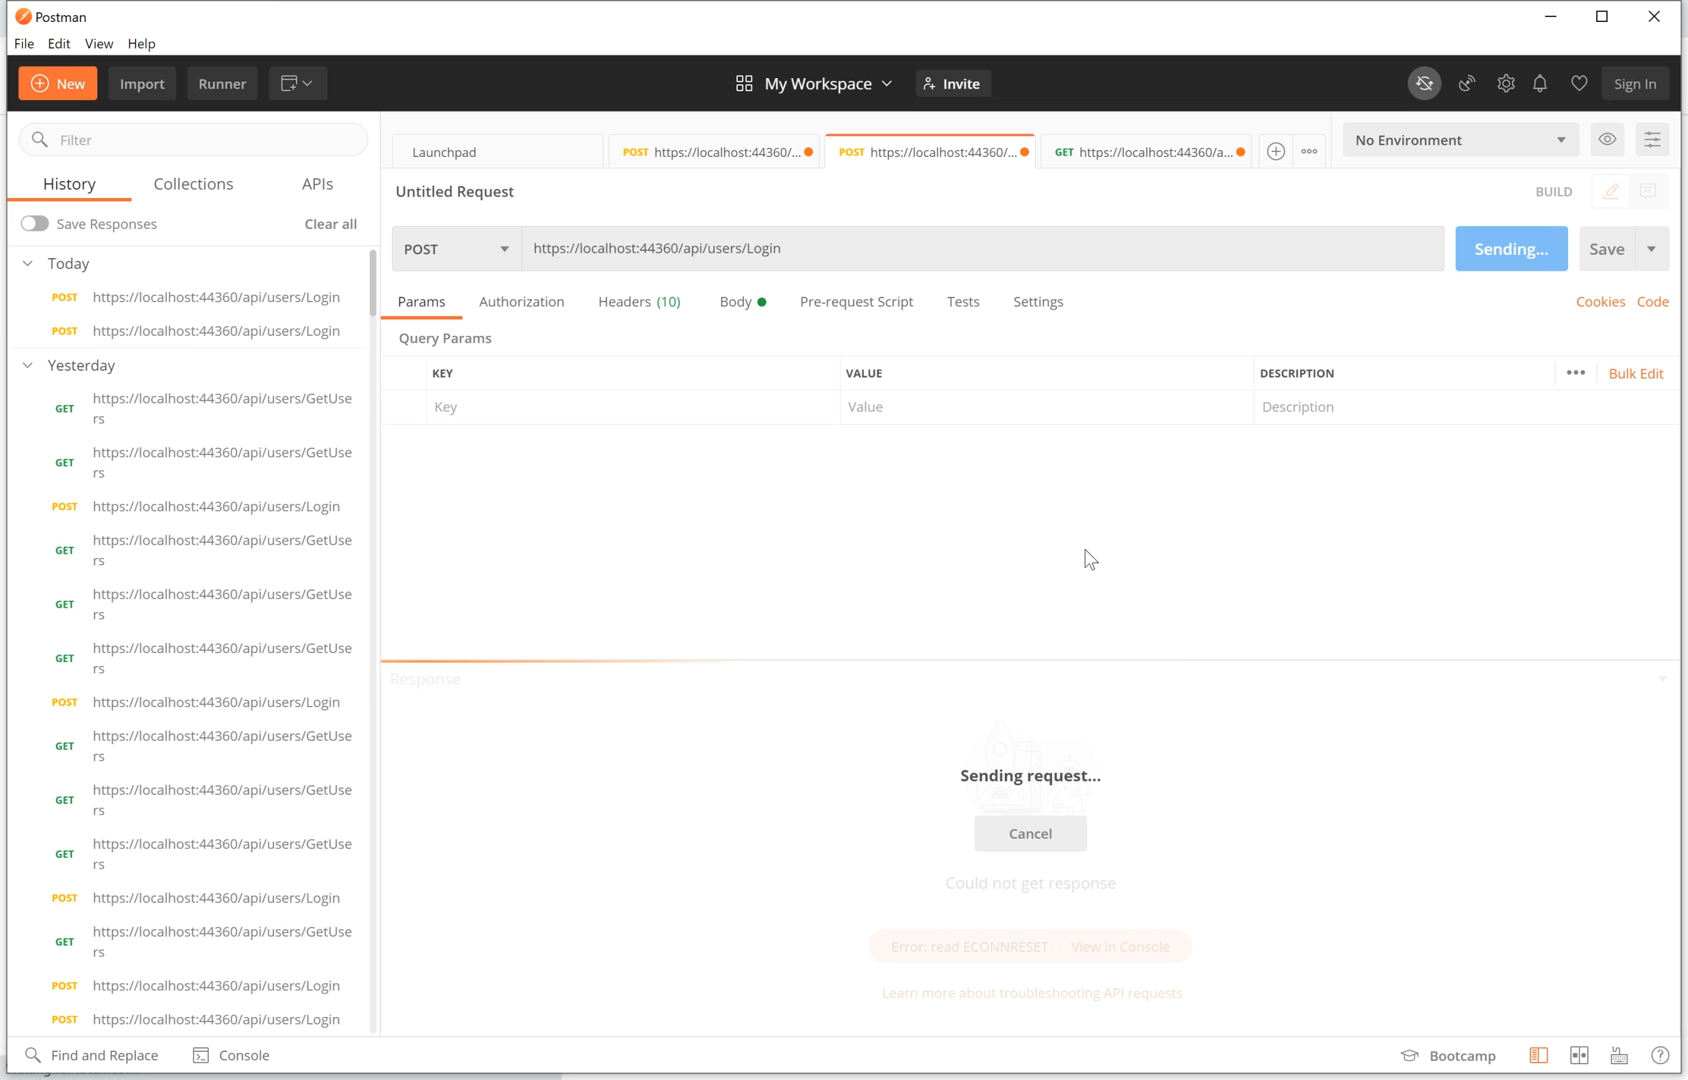 Postman
File Edit View Help
New Import Runner My Workspace Invite Sign In
Filter
History Collections APIs
Save Responses Clear all
Today
POST https://localhost:44360/api/users/Login
POST https://localhost:44360/api/users/Login
Yesterday
GET https://localhost:44360/api/users/GetUse
rs
GET https://localhost:44360/api/users/GetUse
rs
POST https://localhost:44360/api/users/Login
GET https://localhost:44360/api/users/GetUse
rs
GET https://localhost:44360/api/users/GetUse
rs
GET https://localhost:44360/api/users/GetUse
rs
POST https://localhost:44360/api/users/Login
GET https://localhost:44360/api/users/GetUse
rs
GET https://localhost:44360/api/users/GetUse
rs
GET https://localhost:44360/api/users/GetUse
rs
POST https://localhost:44360/api/users/Login
GET https://localhost:44360/api/users/GetUse
rs
POST https://localhost:44360/api/users/Login
POST https://localhost:44360/api/users/Login
Launchpad POST https://localhost:44360/... POST https://localhost:44360/... GET https://localhost:44360/a... No Environment
Untitled Request BUILD
POST https://localhost:44360/api/users/Login Sending... Save
Params Authorization Headers (10) Body Pre-request Script Tests Settings Cookies Code
Query Params
KEY VALUE DESCRIPTION Bulk Edit
Key Value Description
Response
Sending request...
Cancel
Could not get response
Error: read ECONNRESET View in Console
Learn more about troubleshooting API requests
Find and Replace Console Bootcamp